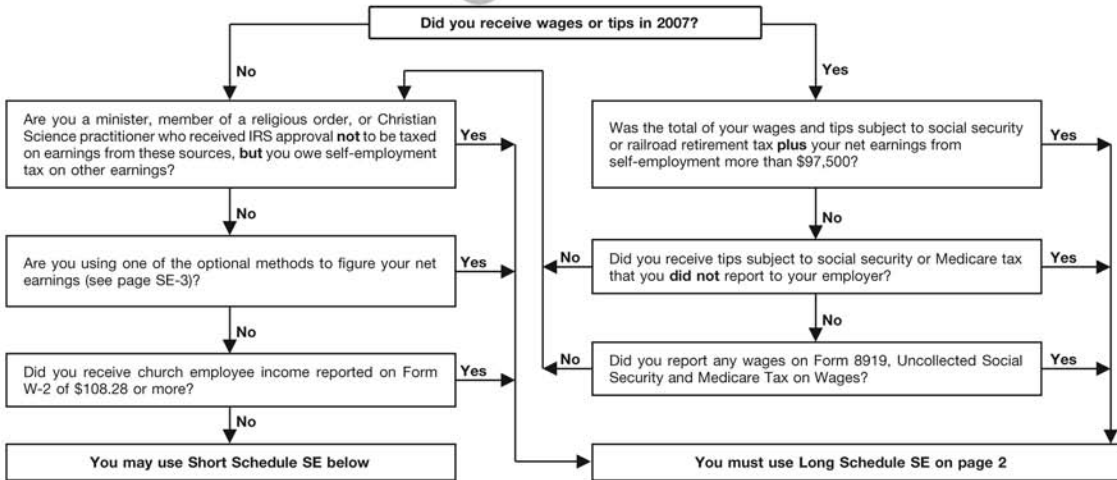 Did you receive wages or tips in 2007?
No
Yes
Are you a minister, member of a religious order, or Christian
Science practitioner who received IRS approval not to be taxed
on earnings from these sources, but you owe self-employment
tax on other earnings?
Yes
Was the total of your wages and tips subject to social security
or railroad retirement tax plus your net earnings from
self-employment more than $97,500?
Yes
No
No
Are you using one of the optional methods to figure your net
earnings (see page SE-3)?
Yes
No
Did you receive tips subject to social security or Medicare tax
that you did not report to your employer?
Yes
No
No
Did you receive church employee income reported on Form
W-2 of $108.28 or more?
Yes
No
Did you report any wages on Form 8919, Uncollected Social
Security and Medicare Tax on Wages?
Yes
No
You may use Short Schedule SE below
You must use Long Schedule SE on page 2